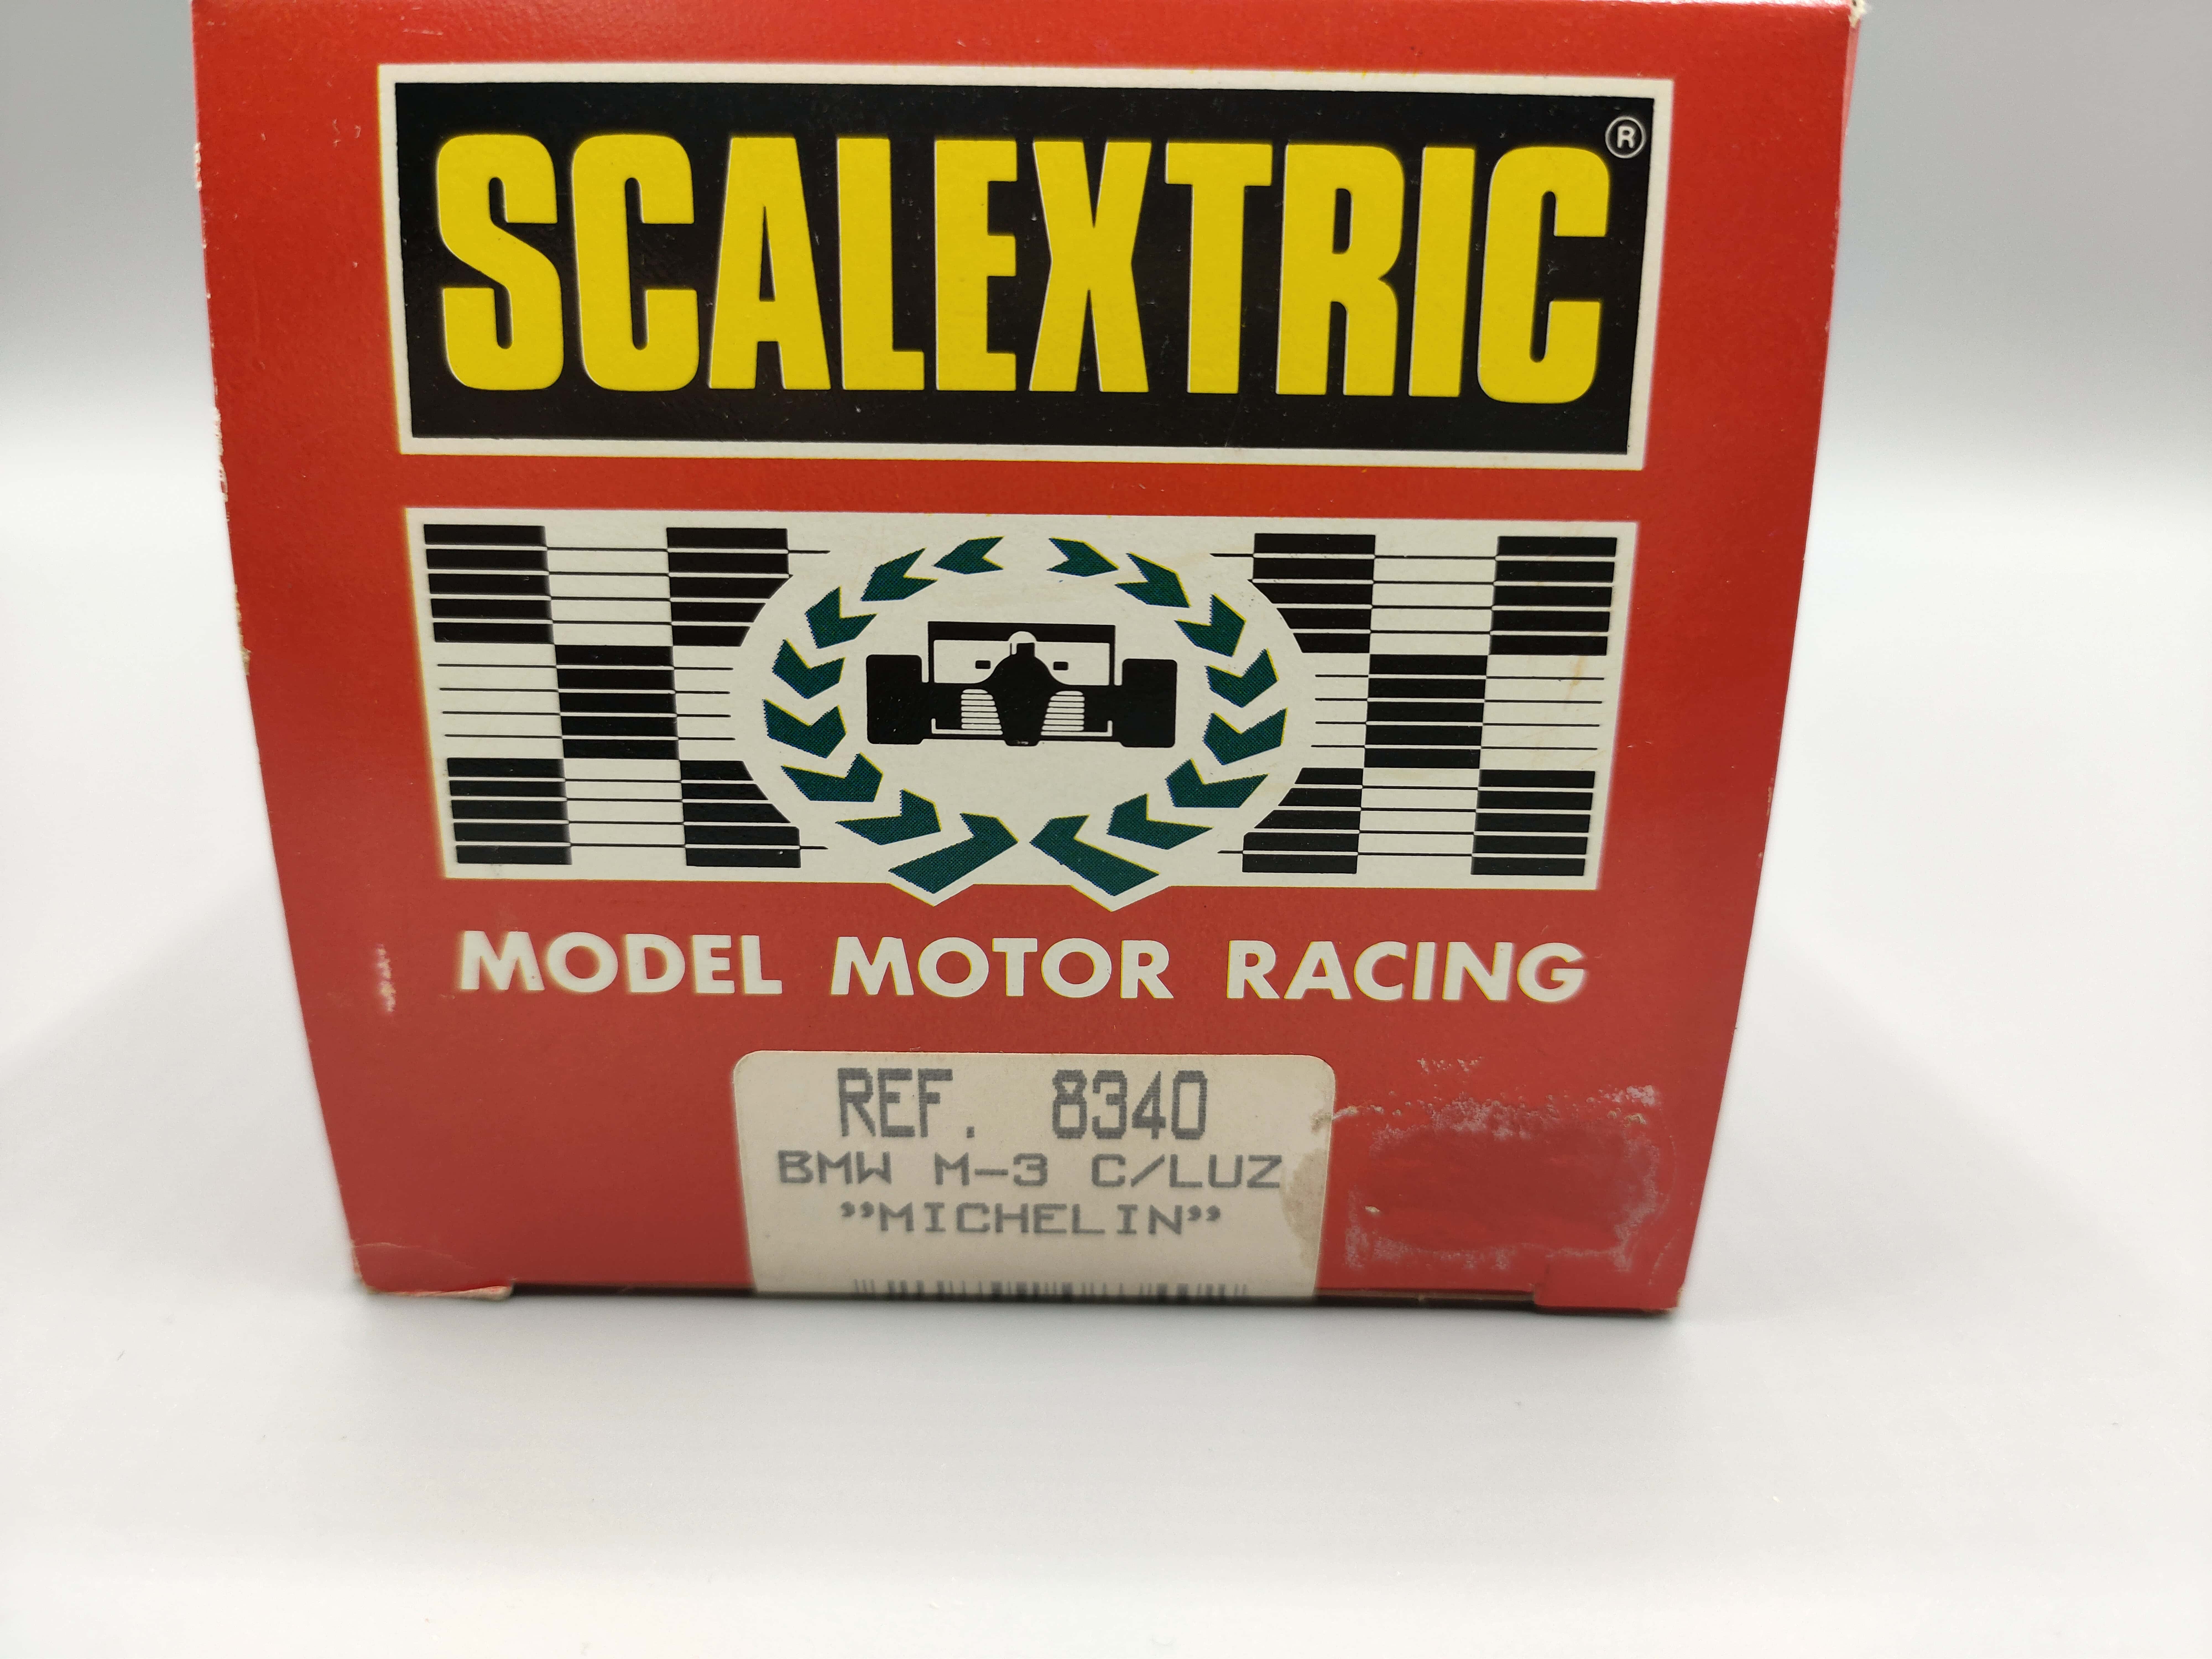 SCALEXTRIC®
MODEL MOTOR RACING
REF. 8340
BMW M-3 C/LUZ
”MICHELIN”